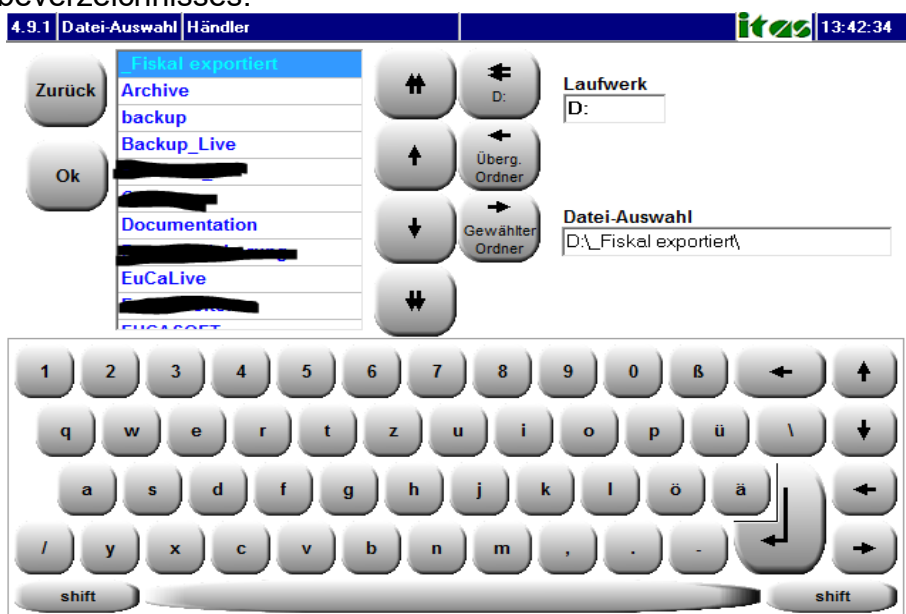 4.9.1 Datei-Auswahl Händler itas 13:42:34
Zurück
Ok
_Fiskal exportiert
Archive
backup
Backup_Live
Documentation
EuCaLive
EUCASOFT
D:
Überg.
Ordner
Gewählter
Ordner
Laufwerk
D:
Datei-Auswahl
D:\_Fiskal exportiert\
1 2 3 4 5 6 7 8 9 0 ß
q w e r t z u i o p ü \
a s d f g h j k l ö ä
/ y x c v b n m , . -
shift shift